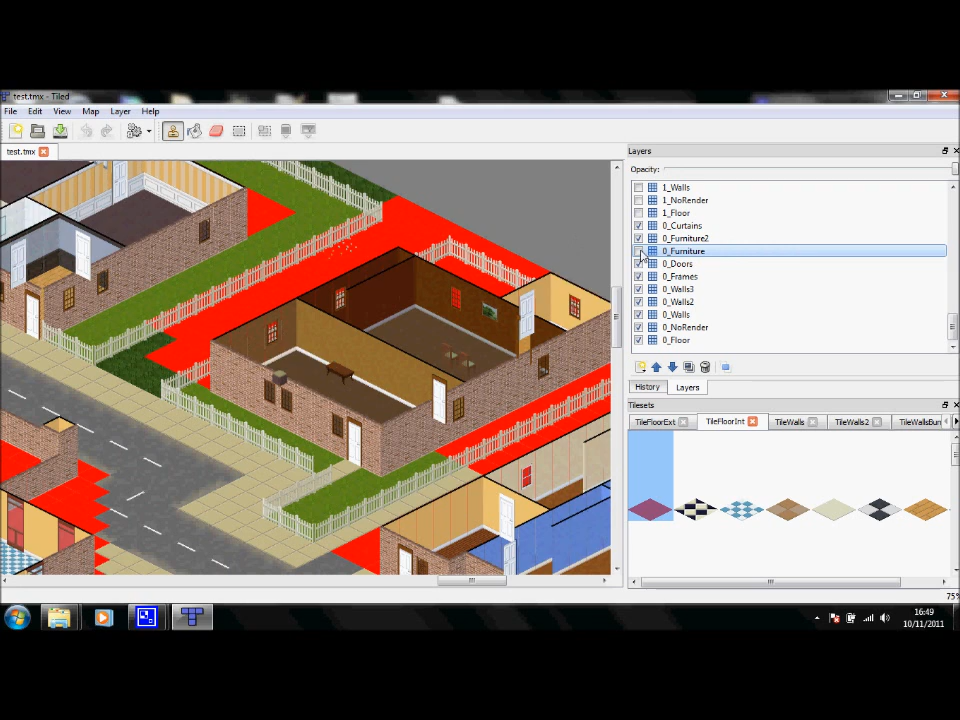 test.tmx - Tiled
File Edit View Map Layer Help
test.tmx
Layers
Opacity:
1_Walls
1_NoRender
1_Floor
0_Curtains
0_Furniture2
0_Furniture
0_Doors
0_Frames
0_Walls3
0_Walls2
0_Walls
0_NoRender
0_Floor
History Layers
Tilesets
TileFloorExt TileFloorInt TileWalls TileWalls2 TileWallsBun
75%
16:49
10/11/2011